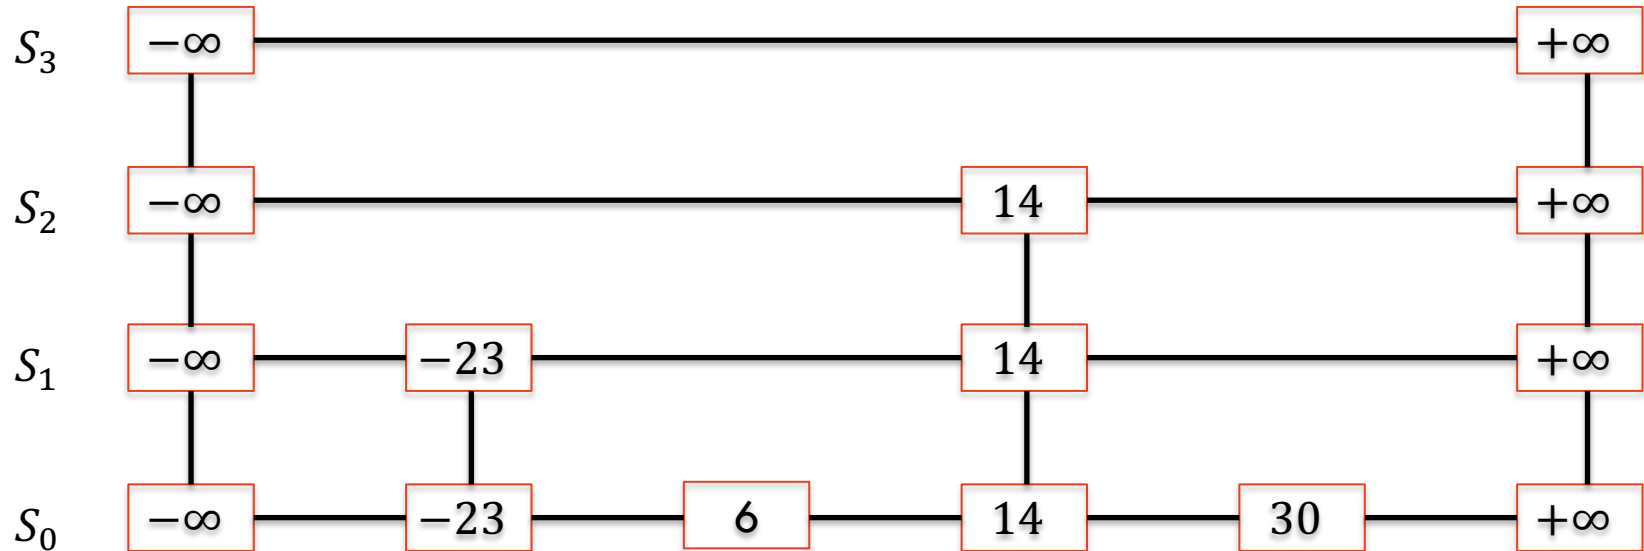 S₃ −∞ +∞
S₂ −∞ 14 +∞
S₁ −∞ −23 14 +∞
S₀ −∞ −23 6 14 30 +∞